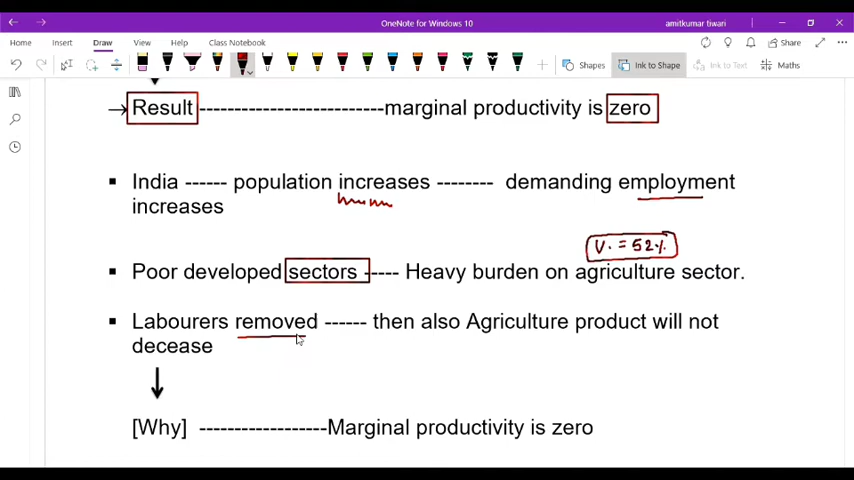 OneNote for Windows 10
amitkumar tiwari
Home Insert Draw View Help Class Notebook
Share
Shapes Ink to Shape Ink to Text Maths
→ Result --------------------------marginal productivity is zero
▪ India ------ population increases -------- demanding employment
increases
V. = 52%
▪ Poor developed sectors ----- Heavy burden on agriculture sector.
▪ Labourers removed ------ then also Agriculture product will not
decease
[Why] ------------------Marginal productivity is zero